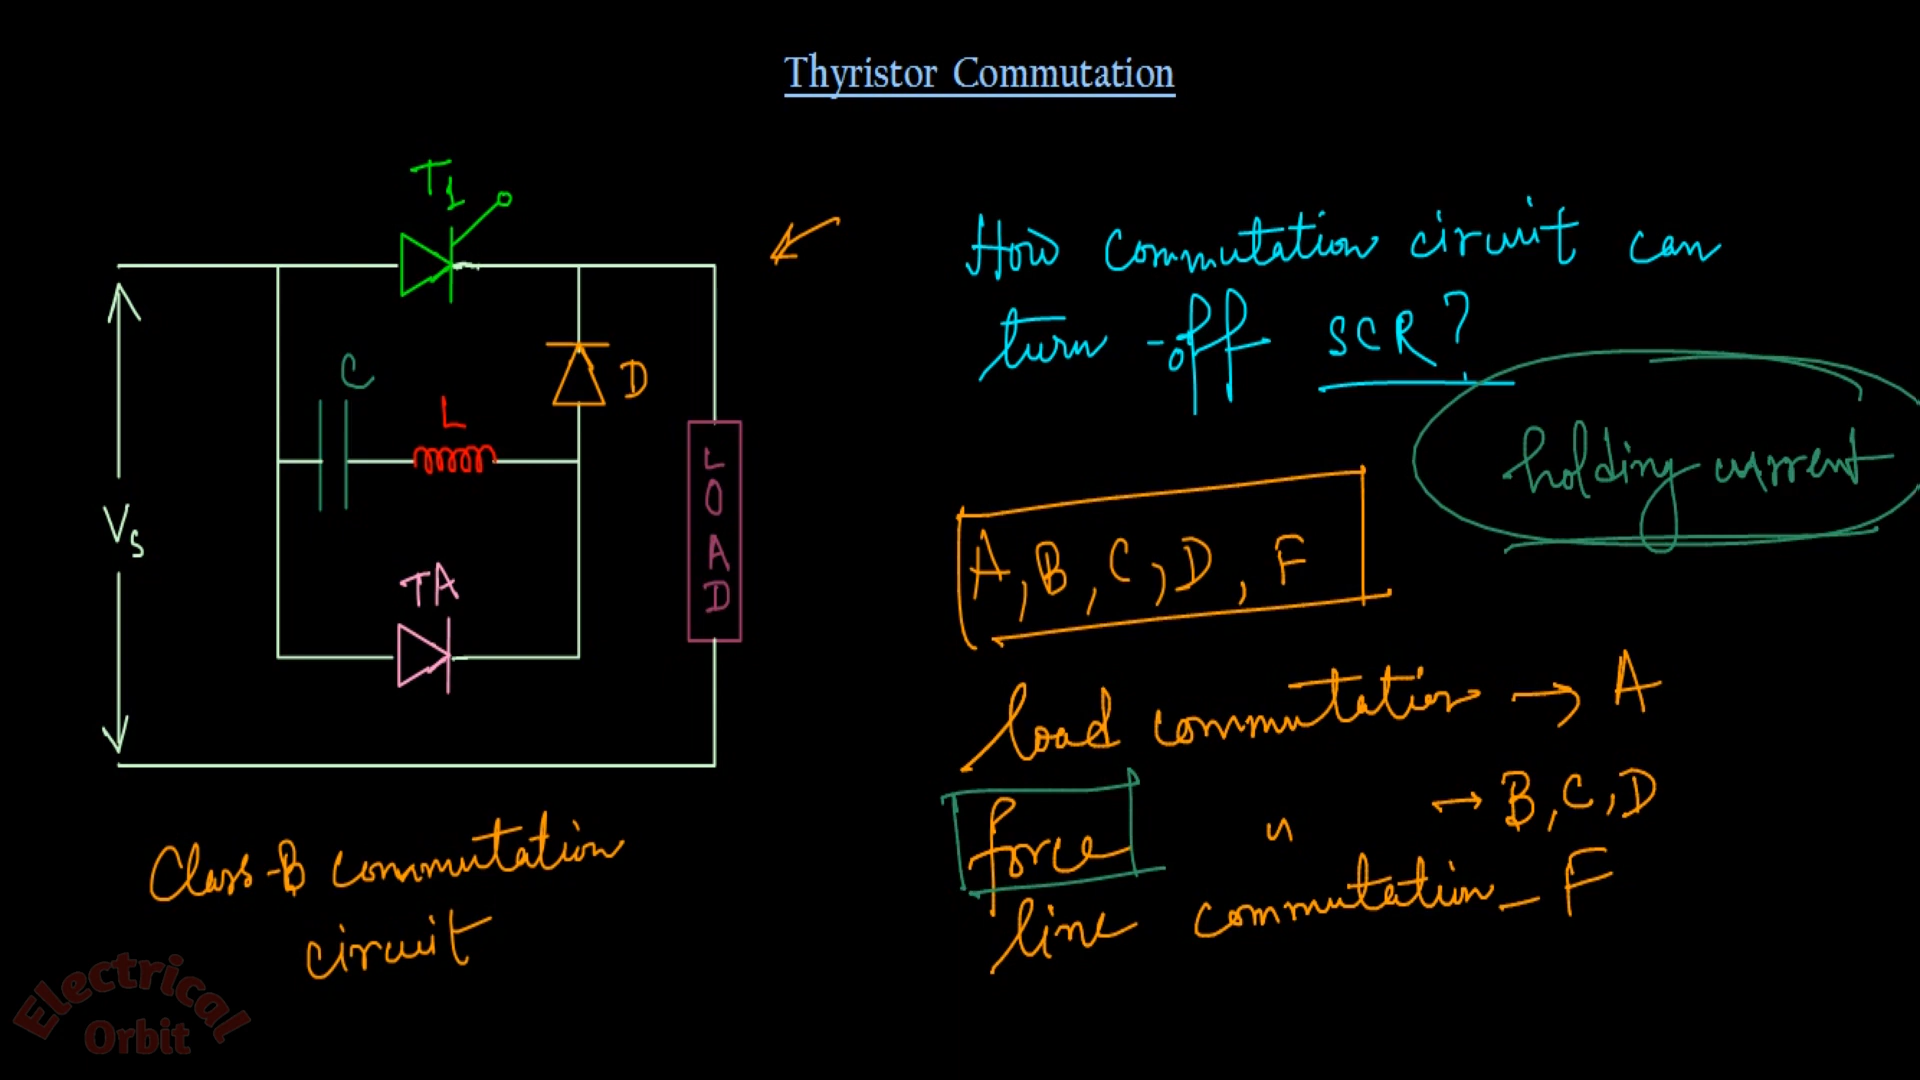 Thyristor Commutation
T1
C
L
D
Vs
TA
LOAD
Class-B commutation
circuit
How commutation circuit can
turn-off SCR?
holding current
A, B, C, D, F
load commutation → A
force " → B, C, D
line commutation - F
Electrical
Orbit